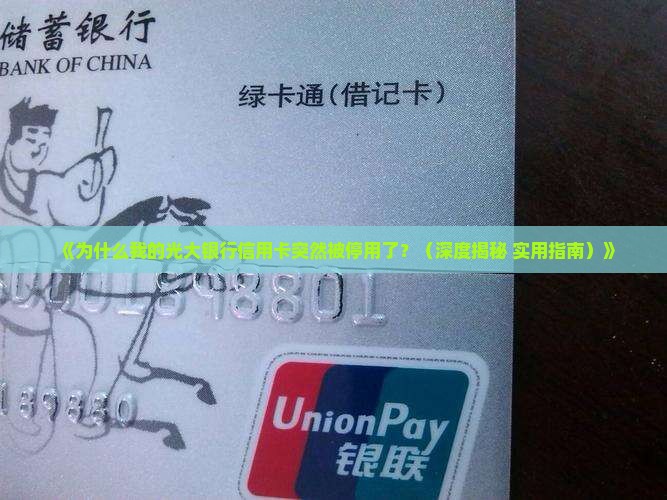 储蓄银行
BANK OF CHINA
绿卡通(借记卡)
《为什么我的光大银行信用卡突然被停用了？（深度揭秘 实用指南）》
898801
189880
UnionPay
银联